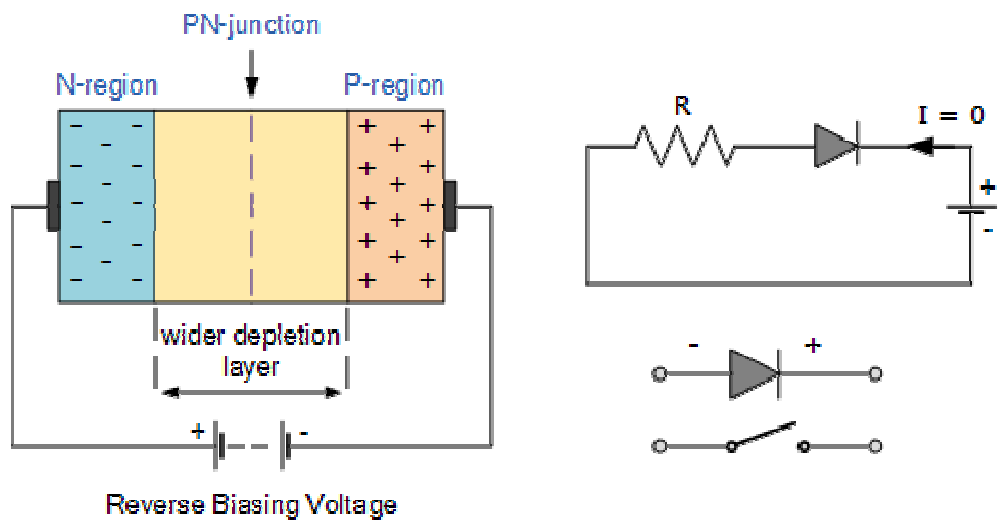 PN-junction
N-region
P-region
wider depletion
layer
+ -
Reverse Biasing Voltage
R
I = 0
+
-
- +